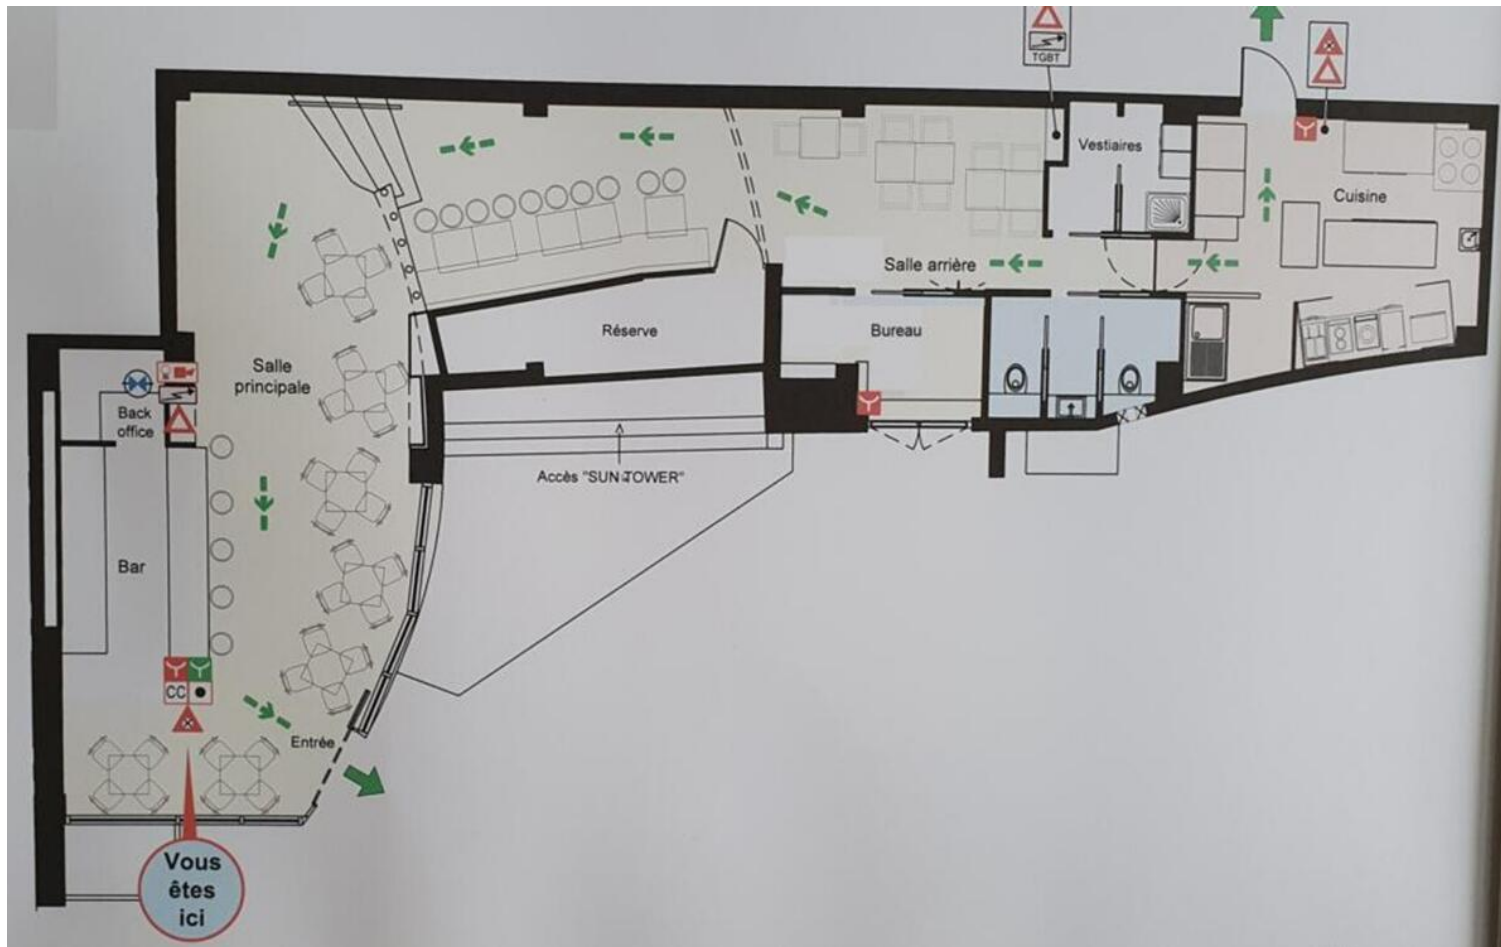 TGBT
Vestiaires
Cuisine
Salle arrière
Réserve
Bureau
Salle
principale
Back
office
Accès "SUN TOWER"
Bar
CC
Entrée
Vous
êtes
ici